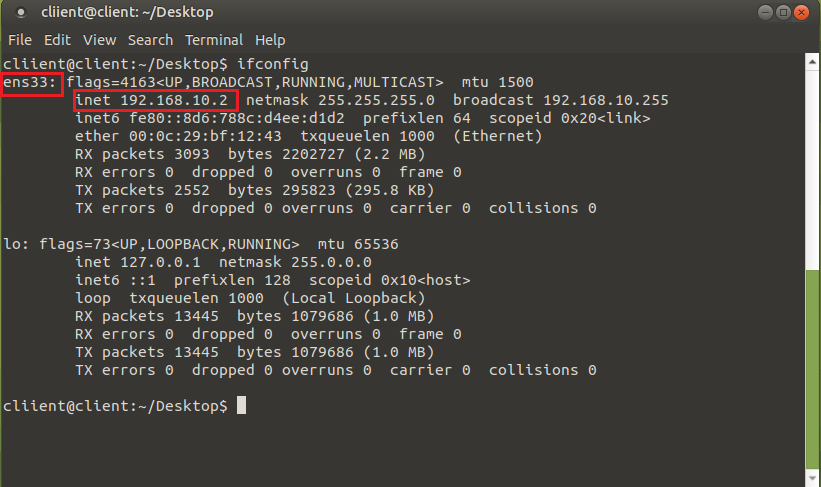 cliient@client: ~/Desktop
File Edit View Search Terminal Help
cliient@client:~/Desktop$ ifconfig
ens33: flags=4163<UP,BROADCAST,RUNNING,MULTICAST>  mtu 1500
        inet 192.168.10.2  netmask 255.255.255.0  broadcast 192.168.10.255
        inet6 fe80::8d6:788c:d4ee:d1d2  prefixlen 64  scopeid 0x20<link>
        ether 00:0c:29:bf:12:43  txqueuelen 1000  (Ethernet)
        RX packets 3093  bytes 2202727 (2.2 MB)
        RX errors 0  dropped 0  overruns 0  frame 0
        TX packets 2552  bytes 295823 (295.8 KB)
        TX errors 0  dropped 0 overruns 0  carrier 0  collisions 0
lo: flags=73<UP,LOOPBACK,RUNNING>  mtu 65536
        inet 127.0.0.1  netmask 255.0.0.0
        inet6 ::1  prefixlen 128  scopeid 0x10<host>
        loop  txqueuelen 1000  (Local Loopback)
        RX packets 13445  bytes 1079686 (1.0 MB)
        RX errors 0  dropped 0  overruns 0  frame 0
        TX packets 13445  bytes 1079686 (1.0 MB)
        TX errors 0  dropped 0 overruns 0  carrier 0  collisions 0
cliient@client:~/Desktop$